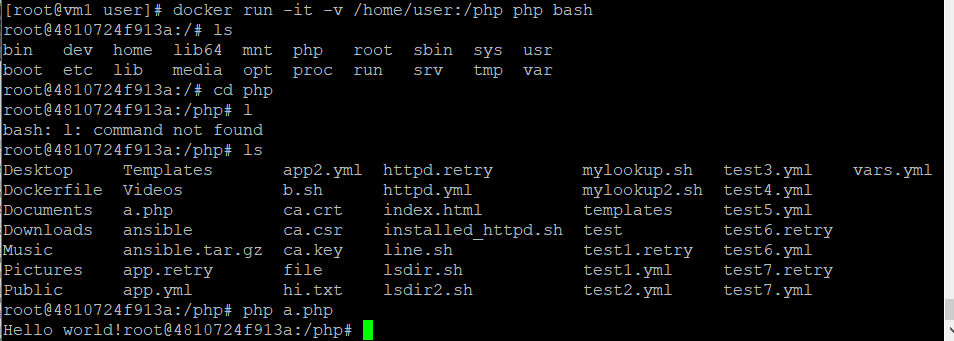 [root@vm1 user]# docker run -it -v /home/user:/php php bash
root@4810724f913a:/# ls
bin dev home lib64 mnt php root sbin sys usr
boot etc lib media opt proc run srv tmp var
root@4810724f913a:/# cd php
root@4810724f913a:/php# l
bash: l: command not found
root@4810724f913a:/php# ls
Desktop Templates app2.yml httpd.retry mylookup.sh test3.yml vars.yml
Dockerfile Videos b.sh httpd.yml mylookup2.sh test4.yml
Documents a.php ca.crt index.html templates test5.yml
Downloads ansible ca.csr installed_httpd.sh test test6.retry
Music ansible.tar.gz ca.key line.sh test1.retry test6.yml
Pictures app.retry file lsdir.sh test1.yml test7.retry
Public app.yml hi.txt lsdir2.sh test2.yml test7.yml
root@4810724f913a:/php# php a.php
Hello world!root@4810724f913a:/php#